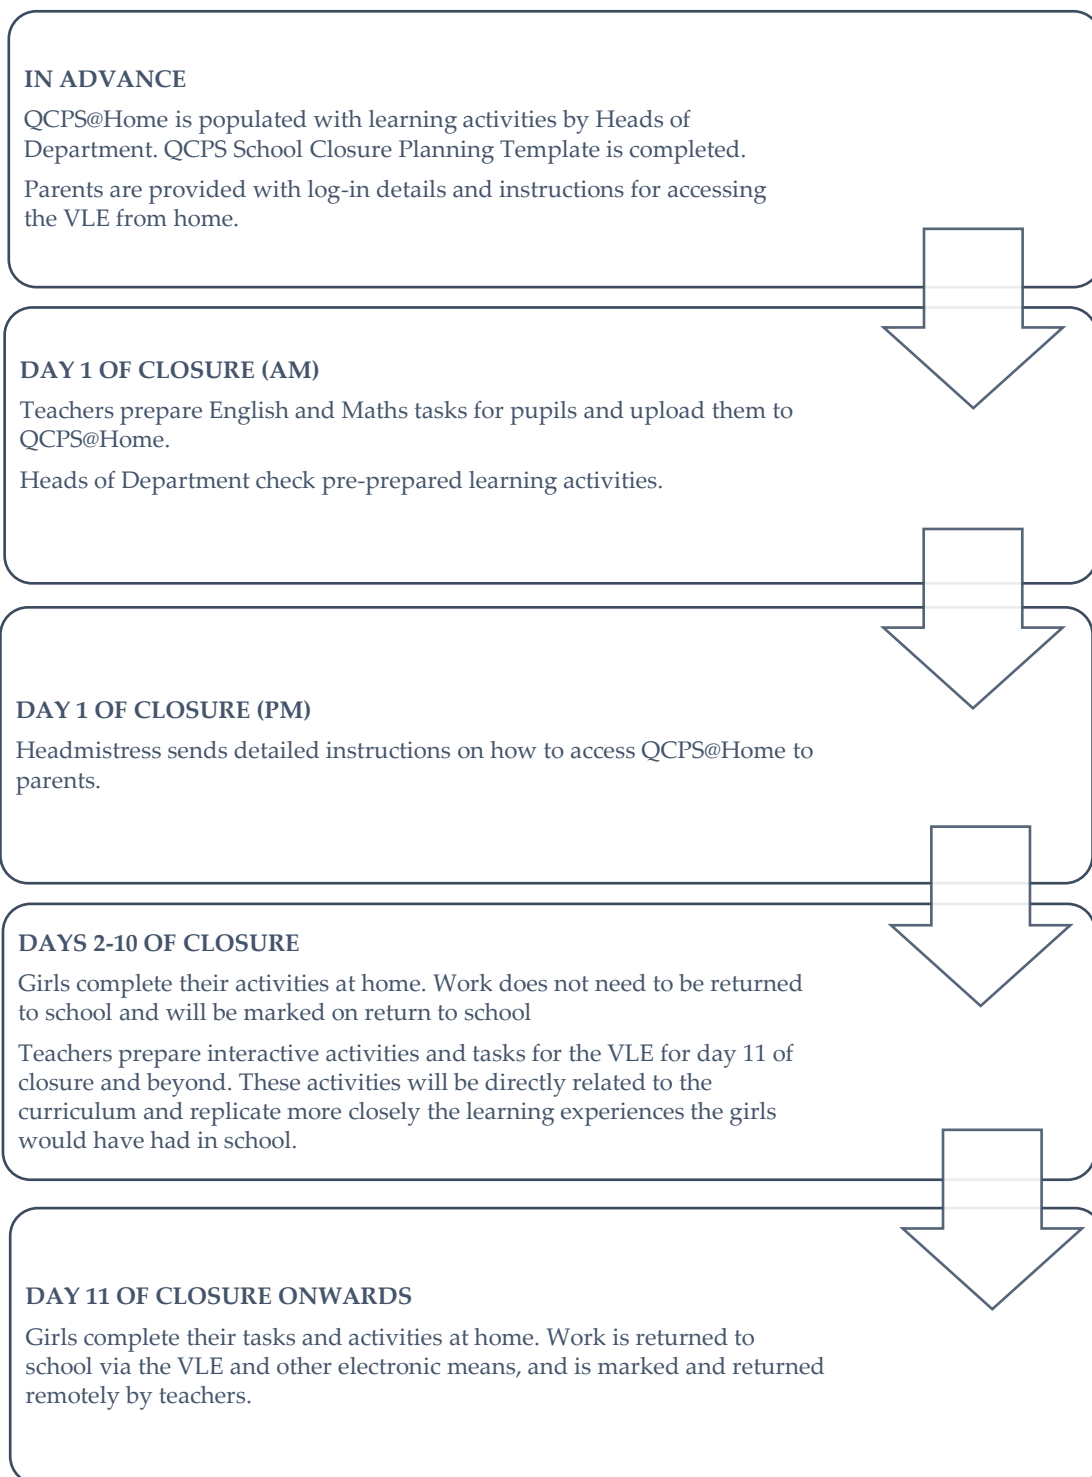 IN ADVANCE
QCPS@Home is populated with learning activities by Heads of
Department. QCPS School Closure Planning Template is completed.
Parents are provided with log-in details and instructions for accessing
the VLE from home.
DAY 1 OF CLOSURE (AM)
Teachers prepare English and Maths tasks for pupils and upload them to
QCPS@Home.
Heads of Department check pre-prepared learning activities.
DAY 1 OF CLOSURE (PM)
Headmistress sends detailed instructions on how to access QCPS@Home to
parents.
DAYS 2-10 OF CLOSURE
Girls complete their activities at home. Work does not need to be returned
to school and will be marked on return to school
Teachers prepare interactive activities and tasks for the VLE for day 11 of
closure and beyond. These activities will be directly related to the
curriculum and replicate more closely the learning experiences the girls
would have had in school.
DAY 11 OF CLOSURE ONWARDS
Girls complete their tasks and activities at home. Work is returned to
school via the VLE and other electronic means, and is marked and returned
remotely by teachers.